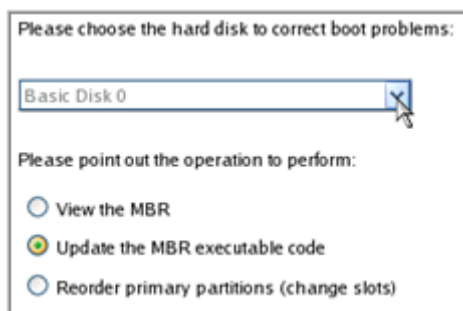 Please choose the hard disk to correct boot problems:
Basic Disk 0
Please point out the operation to perform:
View the MBR
Update the MBR executable code
Reorder primary partitions (change slots)